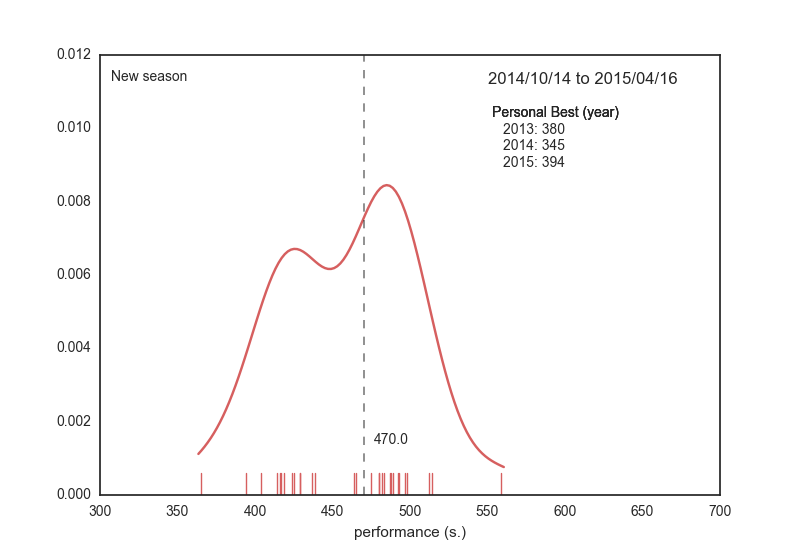 0.012
New season
2014/10/14 to 2015/04/16
Personal Best (year)
2013: 380
2014: 345
2015: 394
0.010
0.008
0.006
0.004
0.002
470.0
0.000
300 350 400 450 500 550 600 650 700
performance (s.)